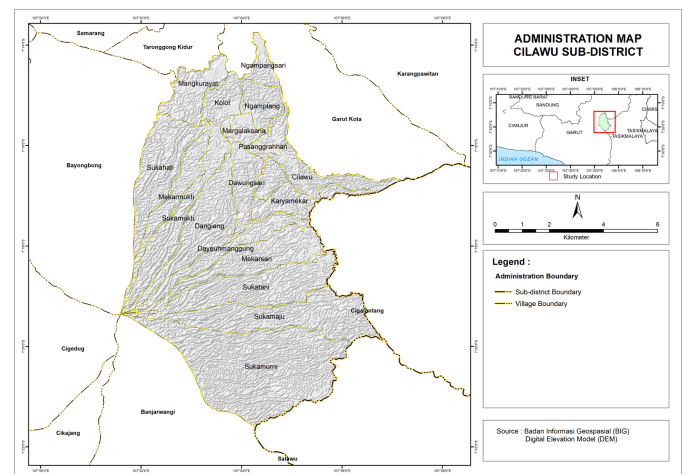 ADMINISTRATION MAP
CILAWU SUB-DISTRICT
Samarang
Tarogong Kidur
Ngampangsari
Karangpawitan
Mangkurayat
Kolot
Ngamplang
Garut Kota
Margalaksana
Pasanggrahhan
Bayongbong
Sukahati
Cilawu
Dawungsari
Mekarmukti
Karyamekar
Sukamukti
Dangiang
Dayeuhmanggung
Mekarsari
Sukatani
Cigalontang
Sukamaju
Cigedug
Sukamurni
Banjarwangi
Cikajang
Salawu
INSET
BANDUNG BARAT
BANDUNG
CIAMIS
CIANJUR
GARUT
TASIKMALAYA
TASIKMALAYA
INDIAN OCEAN
Study Location
N
0 1 2 4 6
Kilometer
Legend :
Administration Boundary
Sub-district Boundary
Village Boundary
Source : Badan Informasi Geospasial (BIG)
Digital Elevation Model (DEM)